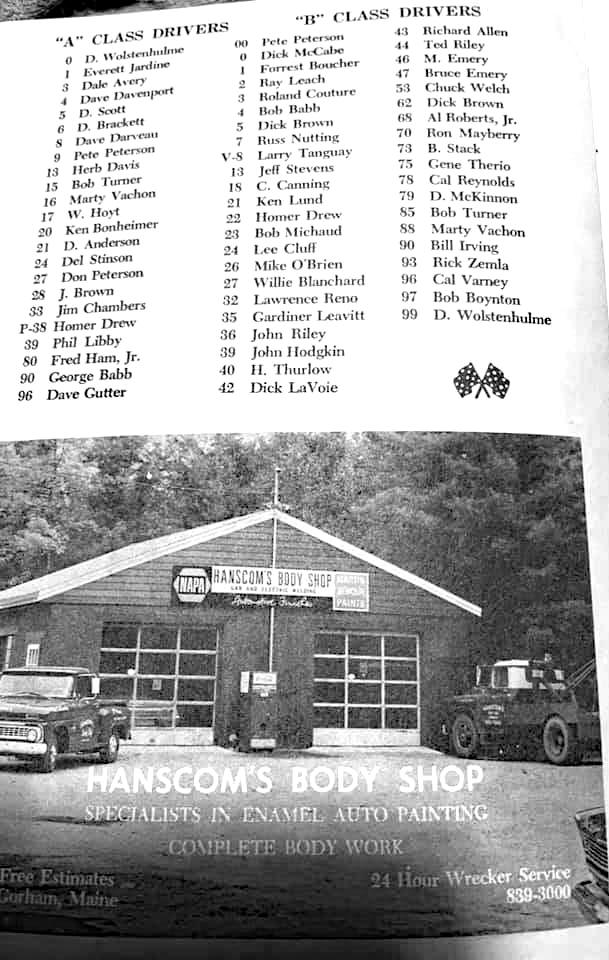 "A" CLASS DRIVERS
0 D. Wolstenhulme
1 Everett Jardine
3 Dale Avery
4 Dave Davenport
5 D. Scott
6 D. Brackett
8 Dave Darveau
9 Pete Peterson
13 Herb Davis
15 Bob Turner
16 Marty Vachon
17 W. Hoyt
20 Ken Bonheimer
21 D. Anderson
24 Del Stinson
27 Don Peterson
28 J. Brown
33 Jim Chambers
P-38 Homer Drew
39 Phil Libby
80 Fred Ham, Jr.
90 George Babb
96 Dave Gutter
"B" CLASS DRIVERS
00 Pete Peterson
0 Dick McCabe
1 Forrest Boucher
2 Ray Leach
3 Roland Couture
4 Bob Babb
5 Dick Brown
7 Russ Nutting
V-8 Larry Tanguay
13 Jeff Stevens
18 C. Canning
21 Ken Lund
22 Homer Drew
23 Bob Michaud
24 Lee Cluff
26 Mike O'Brien
27 Willie Blanchard
32 Lawrence Reno
35 Gardiner Leavitt
36 John Riley
39 John Hodgkin
40 H. Thurlow
42 Dick LaVoie
43 Richard Allen
44 Ted Riley
46 M. Emery
47 Bruce Emery
53 Chuck Welch
62 Dick Brown
68 Al Roberts, Jr.
70 Ron Mayberry
73 B. Stack
75 Gene Therio
78 Cal Reynolds
79 D. McKinnon
85 Bob Turner
88 Marty Vachon
90 Bill Irving
93 Rick Zemla
96 Cal Varney
97 Bob Boynton
99 D. Wolstenhulme
NAPA
HANSCOM'S BODY SHOP
GAS AND ELECTRIC WELDING
MARTIN
SENOUR
PAINTS
HANSCOM'S BODY SHOP
SPECIALISTS IN ENAMEL AUTO PAINTING
COMPLETE BODY WORK
Free Estimates
Gorham, Maine
24 Hour Wrecker Service
839-3000